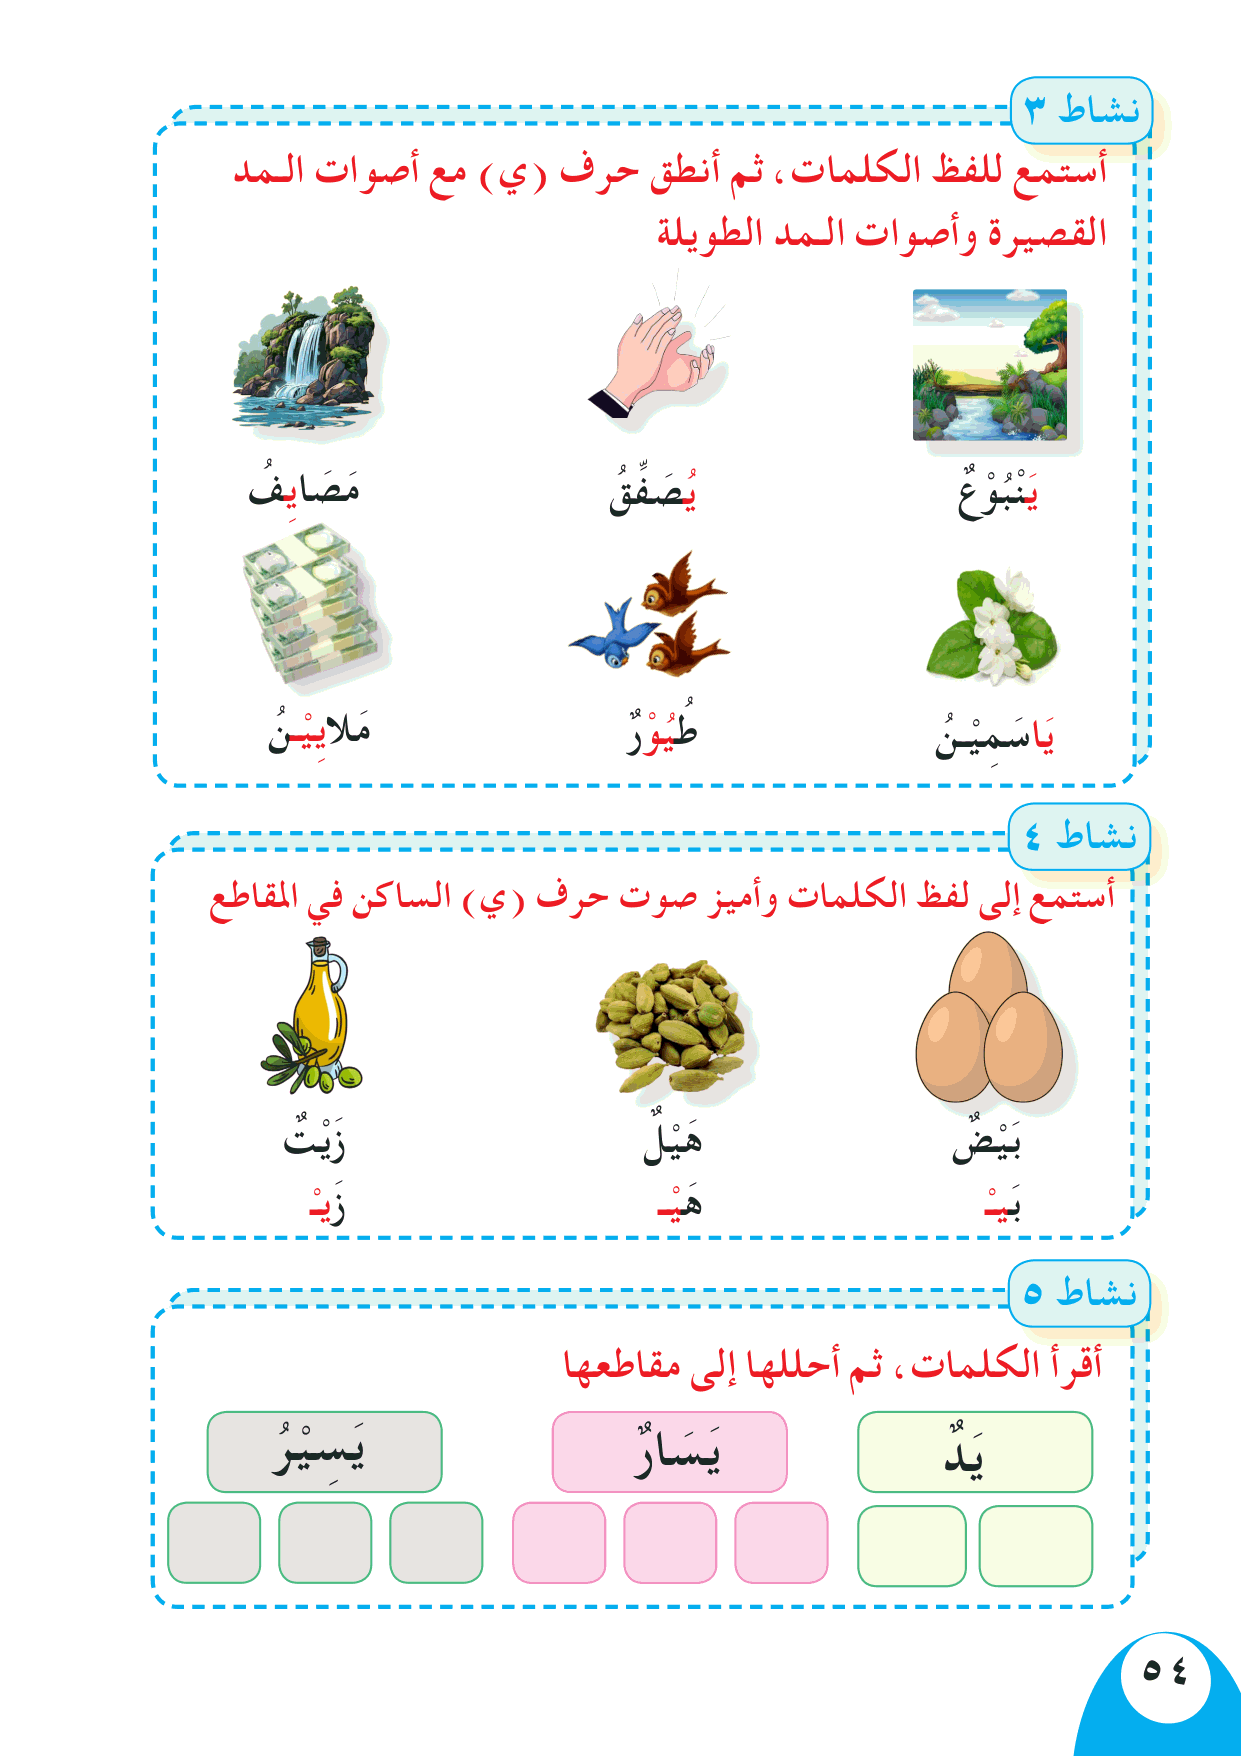 نشاط ٣
أستمع للفظ الكلمات، ثم أنطق حرف (ي) مع أصوات المد
القصيرة وأصوات المد الطويلة
يَنْبُوْعٌ يُصَفِّقُ مَصَايِفُ
يَاسَمِيْنُ طُيُوْرٌ مَلايِيْنُ
نشاط ٤
أستمع إلى لفظ الكلمات وأميز صوت حرف (ي) الساكن في المقاطع
بَيْضٌ هَيْلٌ زَيْتٌ
بَيْـ هَيْـ زَيْـ
نشاط ٥
أقرأ الكلمات، ثم أحللها إلى مقاطعها
يَدٌ يَسَارٌ يَسِيْرُ
٥٤